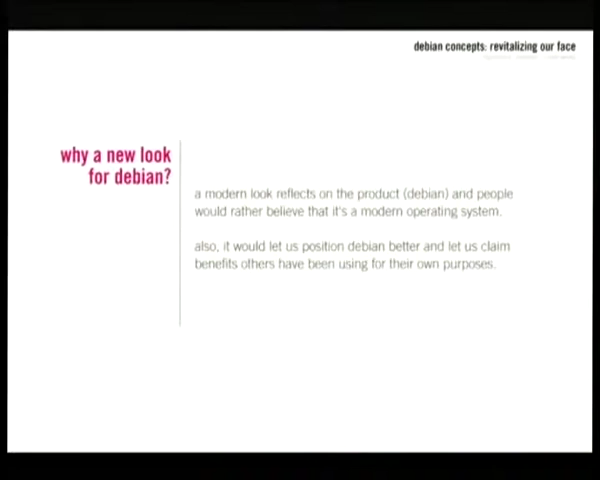 debian concepts: revitalizing our face
why a new look
for debian?
a modern look reflects on the product (debian) and people
would rather believe that it's a modern operating system.
also, it would let us position debian better and let us claim
benefits others have been using for their own purposes.